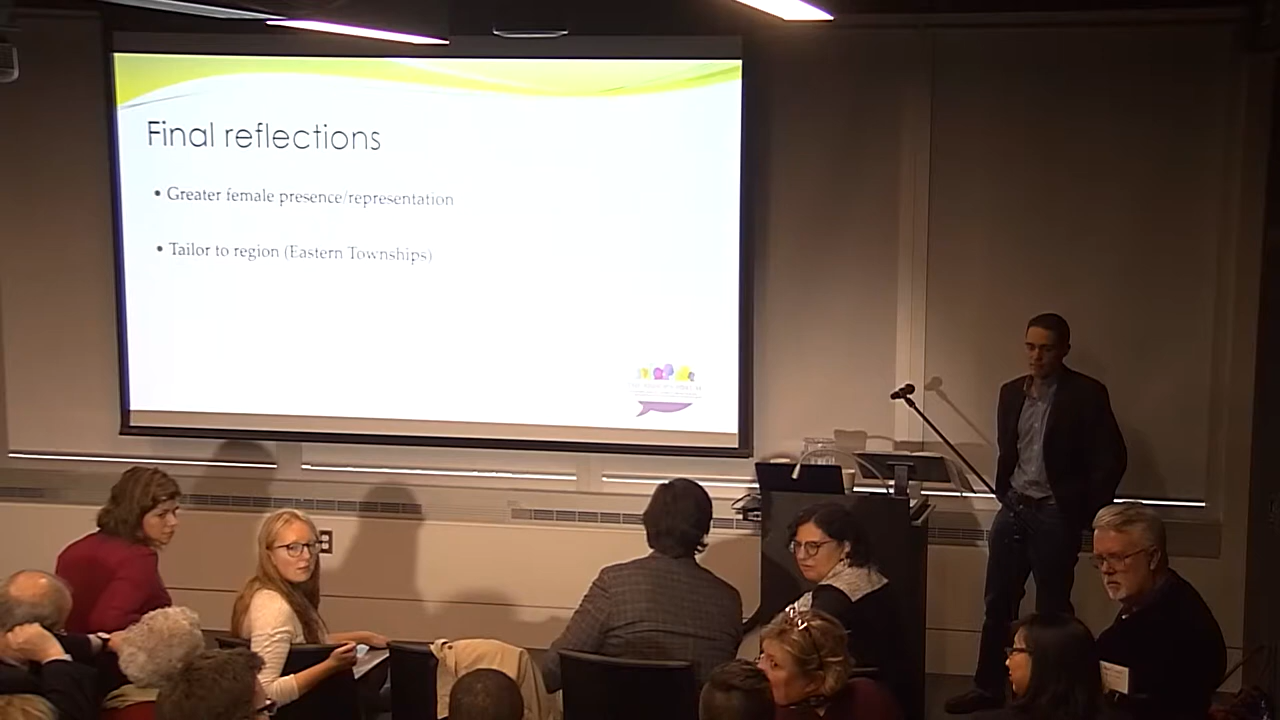 Final reflections
• Greater female presence/representation
• Tailor to region (Eastern Townships)